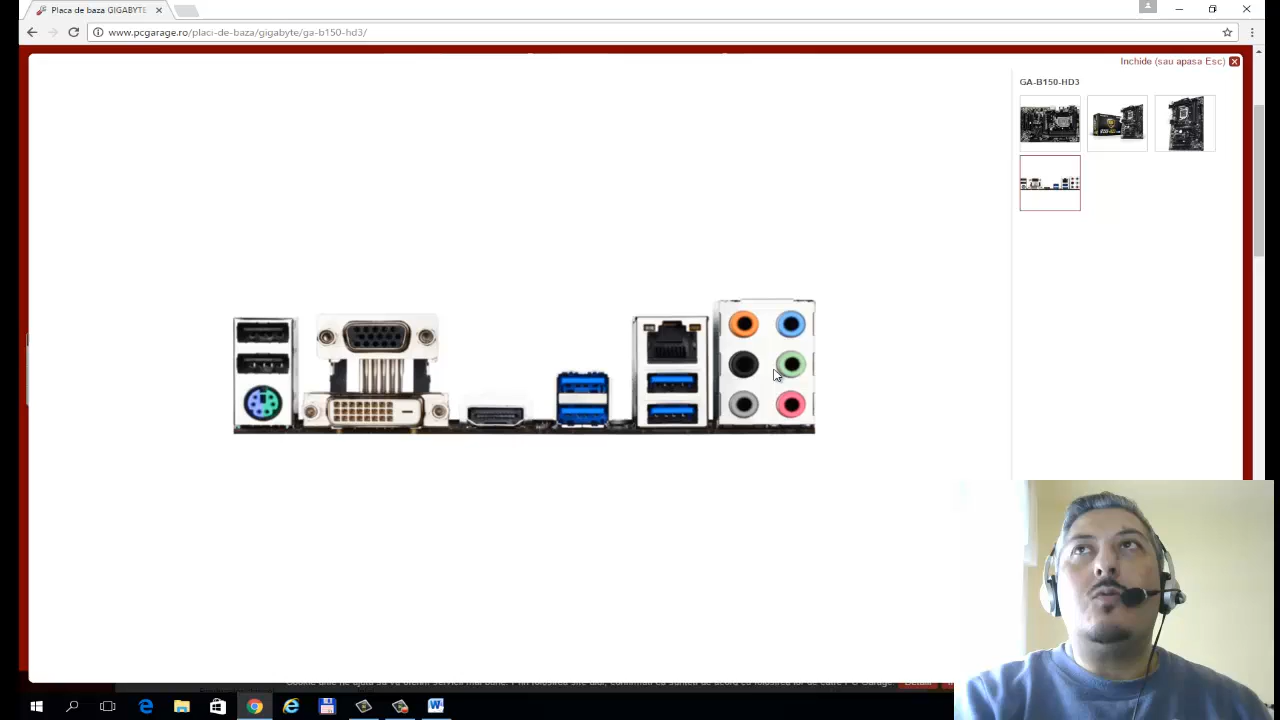 Placa de baza GIGABYTE
www.pcgarage.ro/placi-de-baza/gigabyte/ga-b150-hd3/
Inchide (sau apasa Esc)
GA-B150-HD3